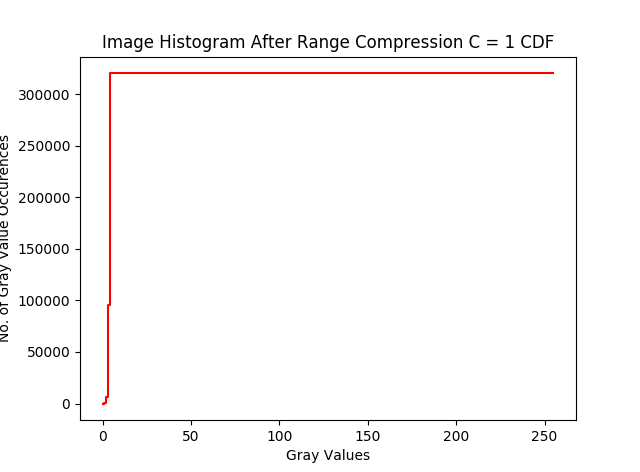 Image Histogram After Range Compression C = 1 CDF
300000
250000
200000
150000
100000
50000
0
No. of Gray Value Occurences
0 50 100 150 200 250
Gray Values